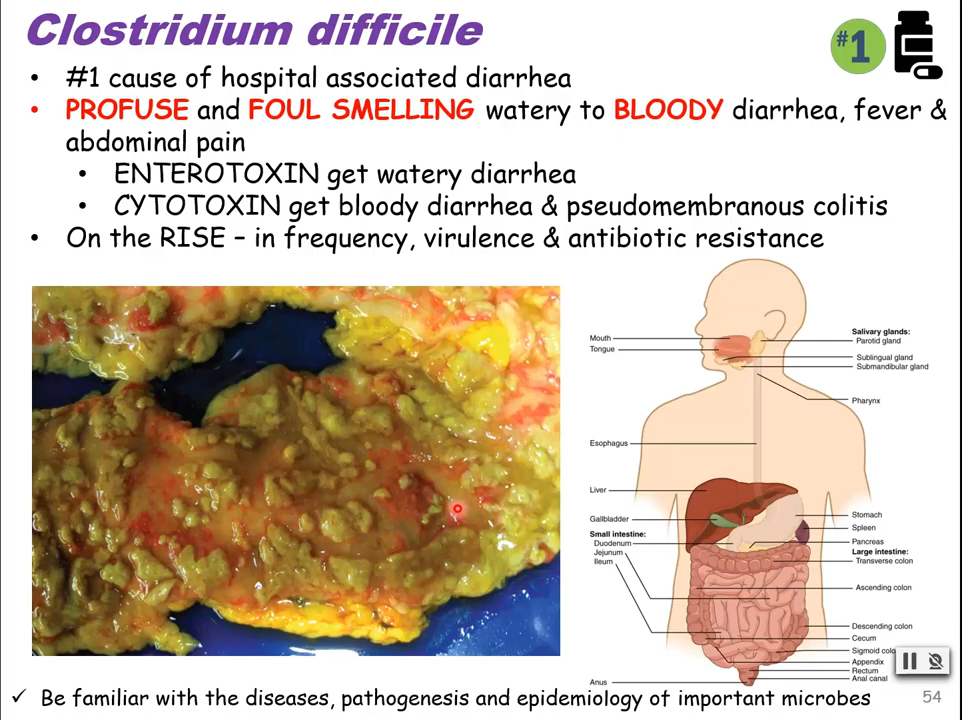 Clostridium difficile
#1
• #1 cause of hospital associated diarrhea
• PROFUSE and FOUL SMELLING watery to BLOODY diarrhea, fever &
abdominal pain
• ENTEROTOXIN get watery diarrhea
• CYTOTOXIN get bloody diarrhea & pseudomembranous colitis
• On the RISE – in frequency, virulence & antibiotic resistance
Mouth
Tongue
Esophagus
Liver
Gallbladder
Small intestine:
Duodenum
Jejunum
Ileum
Anus
Salivary glands:
Parotid gland
Sublingual gland
Submandibular gland
Pharynx
Stomach
Spleen
Pancreas
Large intestine:
Transverse colon
Ascending colon
Descending colon
Cecum
Sigmoid colo
Appendix
Rectum
Anal canal
✓ Be familiar with the diseases, pathogenesis and epidemiology of important microbes
54